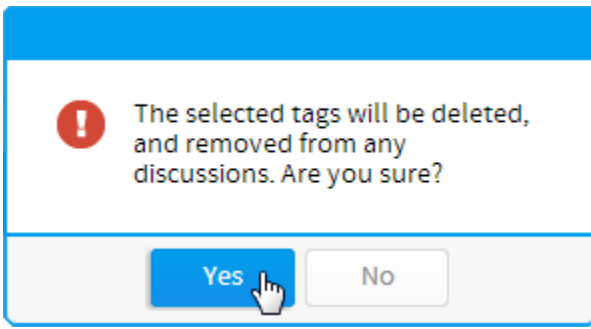 The selected tags will be deleted,
and removed from any
discussions. Are you sure?
Yes
No